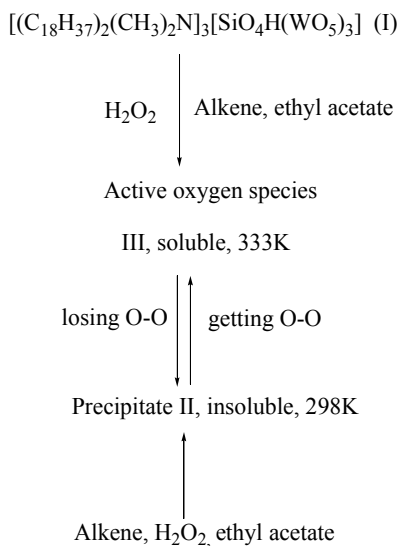 [(C₁₈H₃₇)₂(CH₃)₂N]₃[SiO₄H(WO₅)₃] (I)
H₂O₂ Alkene, ethyl acetate
Active oxygen species
III, soluble, 333K
losing O-O getting O-O
Precipitate II, insoluble, 298K
Alkene, H₂O₂, ethyl acetate